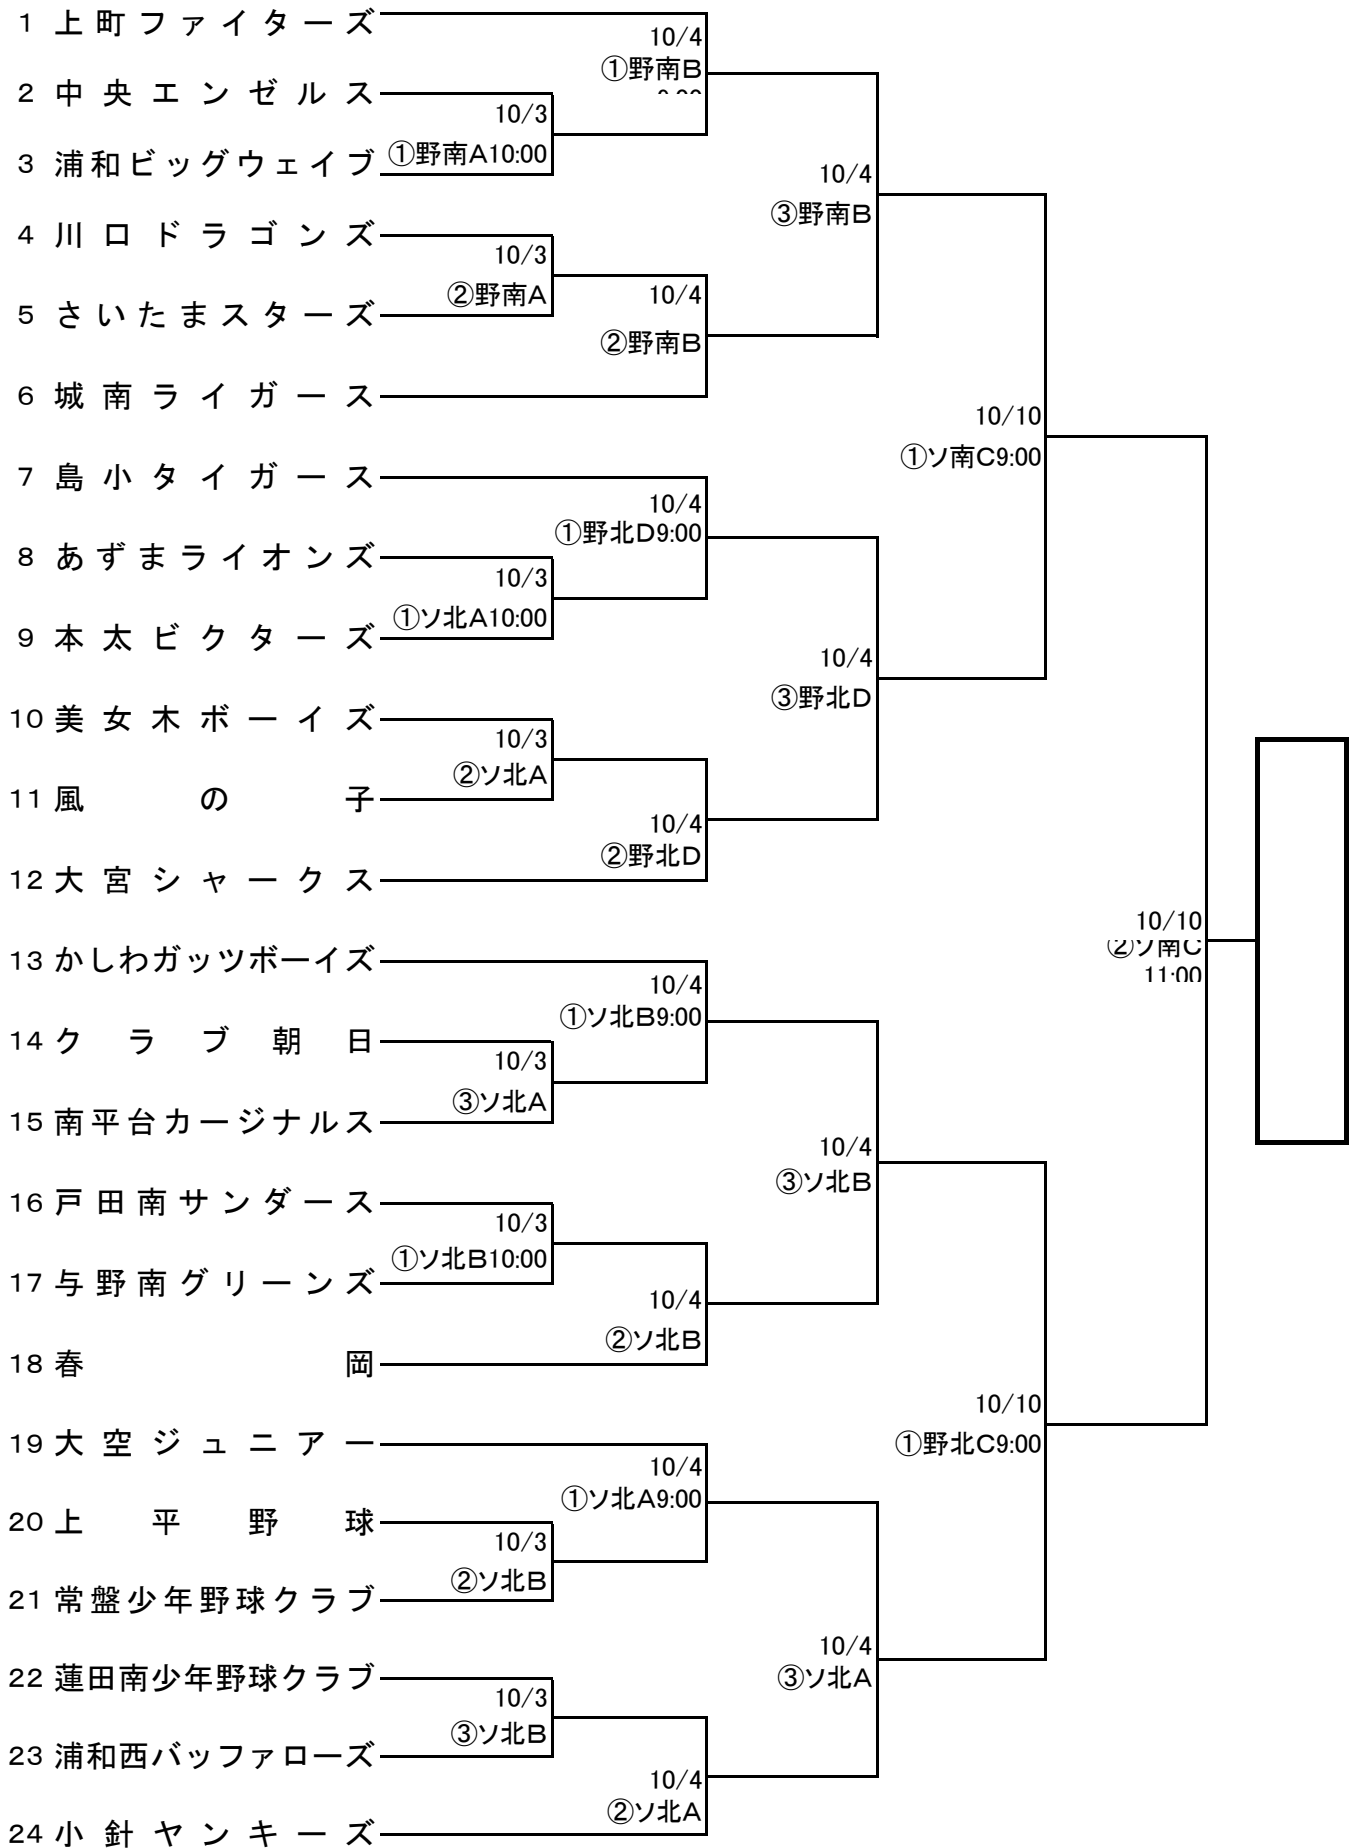 1 上町ファイターズ
10/4
①野南B
2 中央エンゼルス
10/3
①野南A10:00
3 浦和ビッグウェイブ
10/4
③野南B
4 川口ドラゴンズ
10/3
②野南A
5 さいたまスターズ
10/4
②野南B
6 城南ライガース
10/10
①ソ南C9:00
7 島小タイガース
10/4
①野北D9:00
8 あずまライオンズ
10/3
①ソ北A10:00
9 本太ビクターズ
10/4
③野北D
10 美女木ボーイズ
10/3
②ソ北A
11 風の子
10/4
②野北D
12 大宮シャークス
10/10
②ソ南C
11:00
13 かしわガッツボーイズ
10/4
①ソ北B9:00
14 クラブ朝日
10/3
③ソ北A
15 南平台カージナルス
10/4
③ソ北B
16 戸田南サンダース
10/3
①ソ北B10:00
17 与野南グリーンズ
10/4
②ソ北B
18 春岡
10/10
①野北C9:00
19 大空ジュニアー
10/4
①ソ北A9:00
20 上平野球
10/3
②ソ北B
21 常盤少年野球クラブ
10/4
③ソ北A
22 蓮田南少年野球クラブ
10/3
③ソ北B
23 浦和西バッファローズ
10/4
②ソ北A
24 小針ヤンキーズ